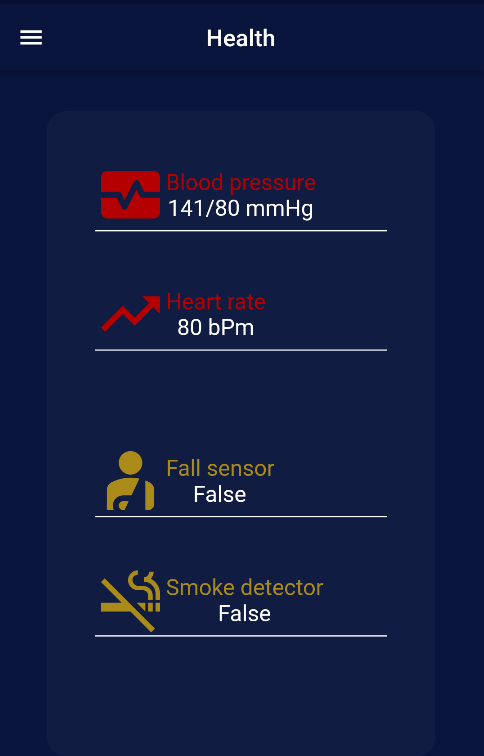 Health
Blood pressure
141/80 mmHg
Heart rate
80 bPm
Fall sensor
False
Smoke detector
False